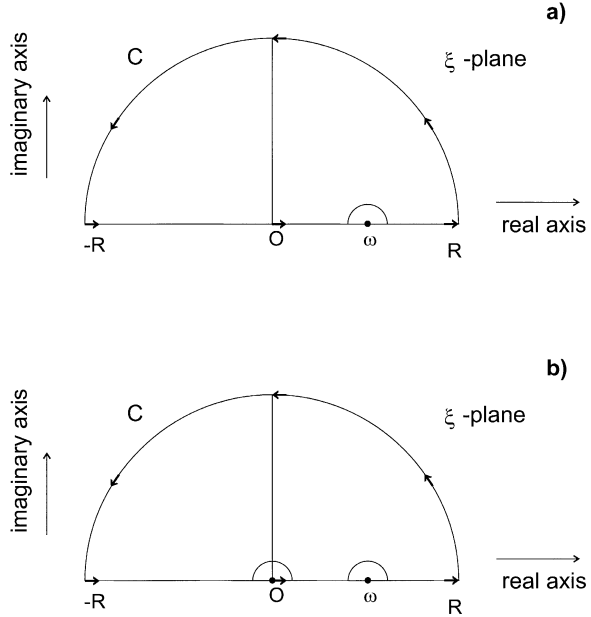 a)
imaginary axis
C
ξ -plane
real axis
-R
O
ω
R
b)
imaginary axis
C
ξ -plane
real axis
-R
O
ω
R